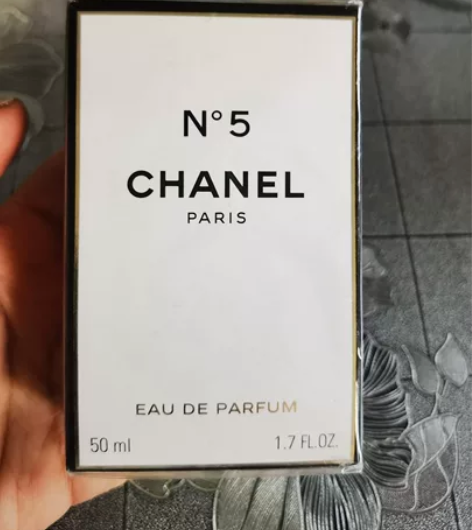 N°5
CHANEL
PARIS
EAU DE PARFUM
50 ml 1.7 FL.OZ.